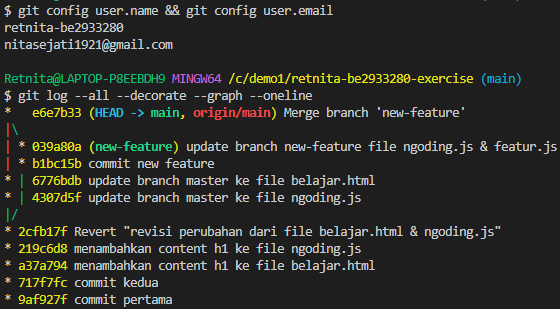 $ git config user.name && git config user.email
retnita-be2933280
nitasejati1921@gmail.com
Retnita@LAPTOP-P8EEBDH9 MINGW64 /c/demo1/retnita-be2933280-exercise (main)
$ git log --all --decorate --graph --oneline
*   e6e7b33 (HEAD -> main, origin/main) Merge branch 'new-feature'
|\
| * 039a80a (new-feature) update branch new-feature file ngoding.js & featur.js
| * b1bc15b commit new feature
* | 6776bdb update branch master ke file belajar.html
* | 4307d5f update branch master ke file ngoding.js
|/
* 2cfb17f Revert "revisi perubahan dari file belajar.html & ngoding.js"
* 219c6d8 menambahkan content h1 ke file ngoding.js
* a37a794 menambahkan content h1 ke file belajar.html
* 717f7fc commit kedua
* 9af927f commit pertama